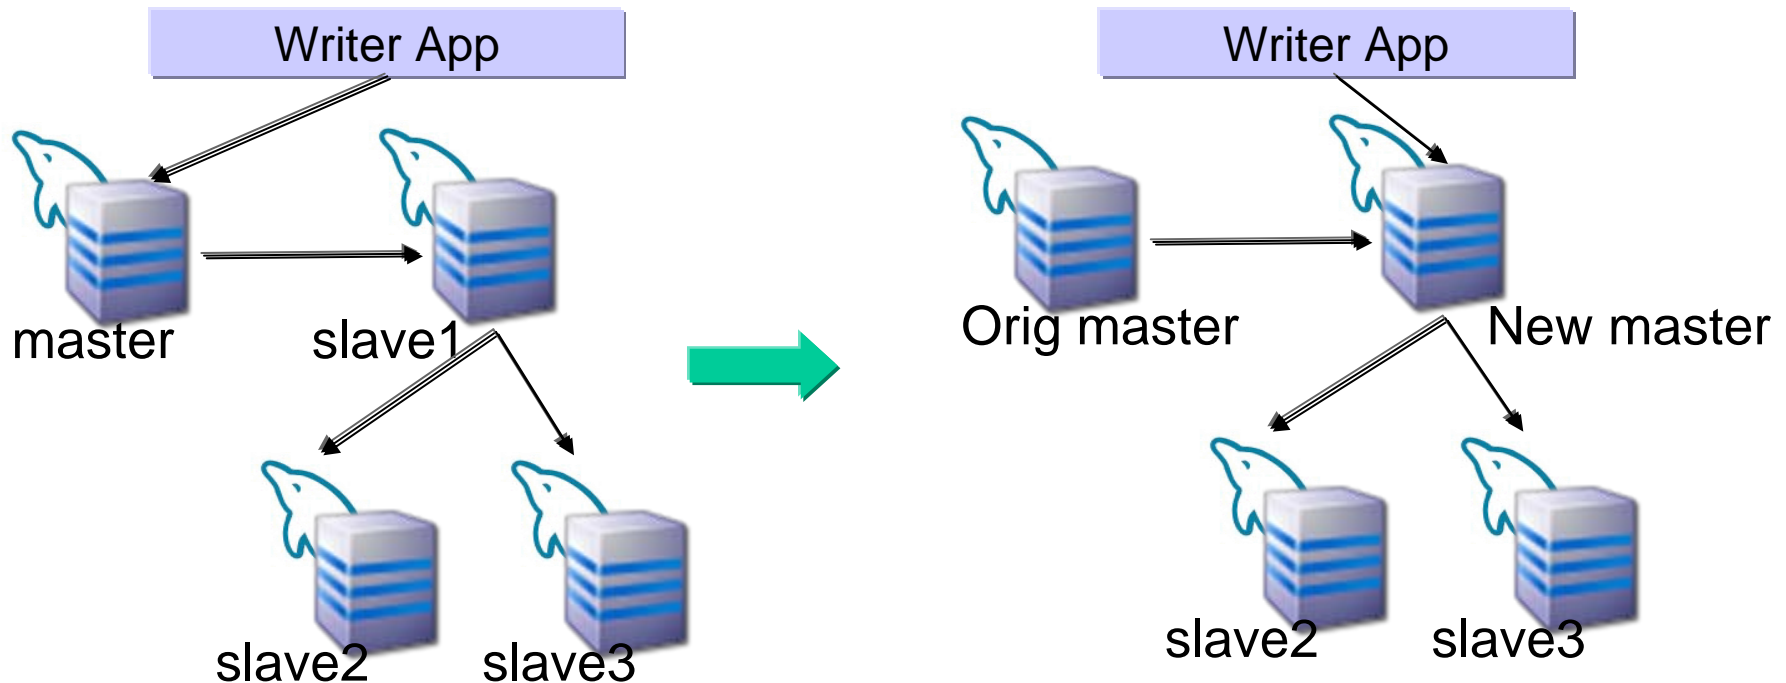 Writer App
master
slave1
slave2
slave3
Writer App
Orig master
New master
slave2
slave3